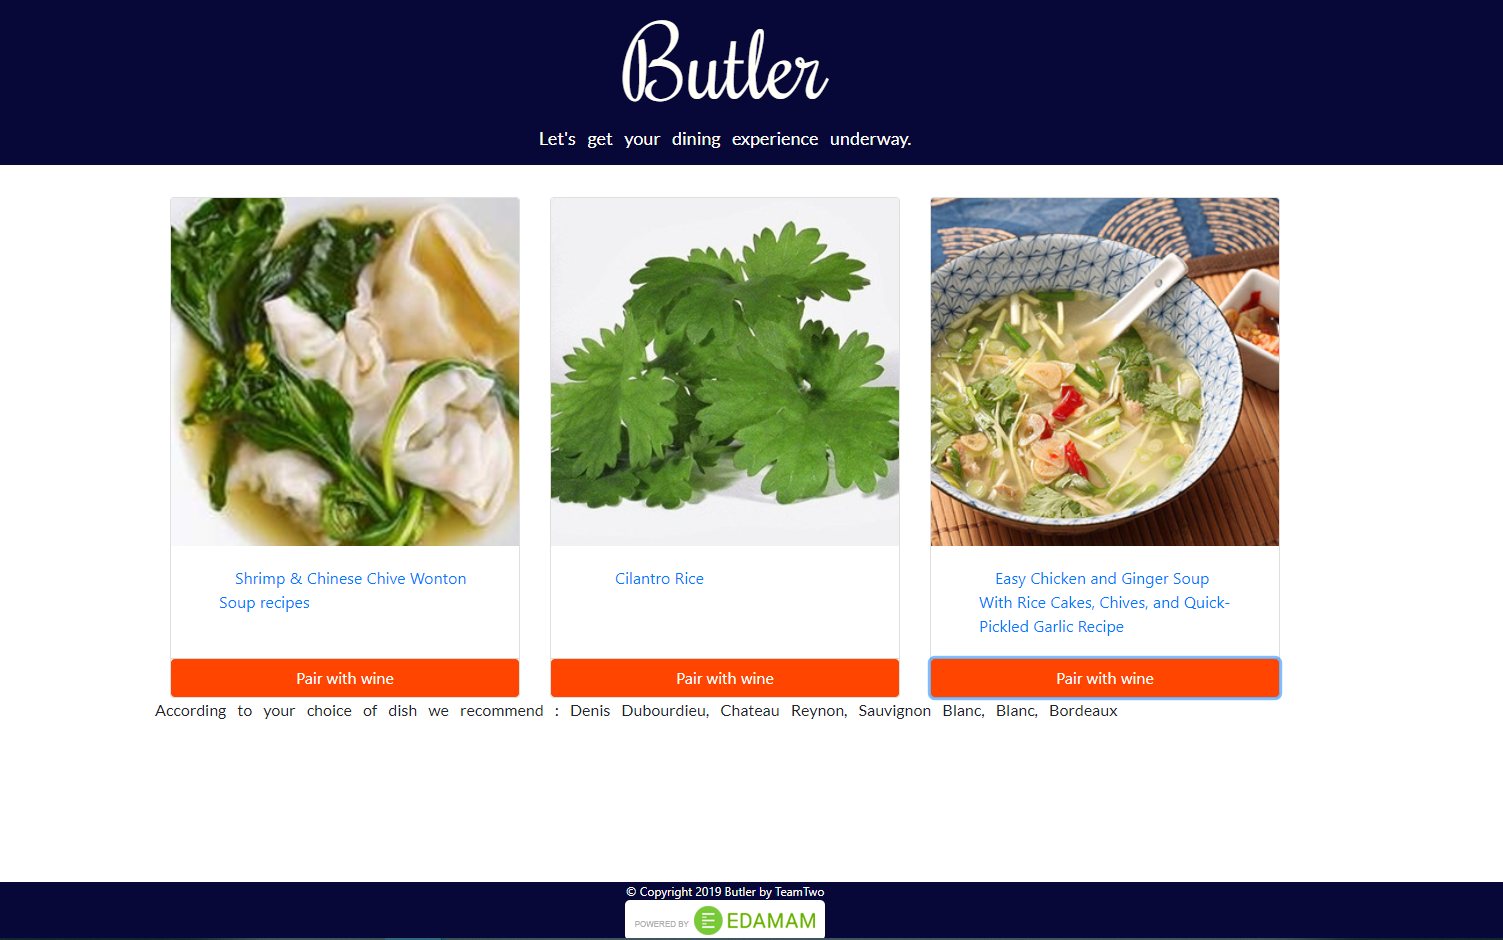 Butler
Let's get your dining experience underway.
Shrimp & Chinese Chive Wonton
Soup recipes
Cilantro Rice
Easy Chicken and Ginger Soup
With Rice Cakes, Chives, and Quick-
Pickled Garlic Recipe
Pair with wine
Pair with wine
Pair with wine
According to your choice of dish we recommend : Denis Dubourdieu, Chateau Reynon, Sauvignon Blanc, Blanc, Bordeaux
© Copyright 2019 Butler by TeamTwo
POWERED BY EDAMAM